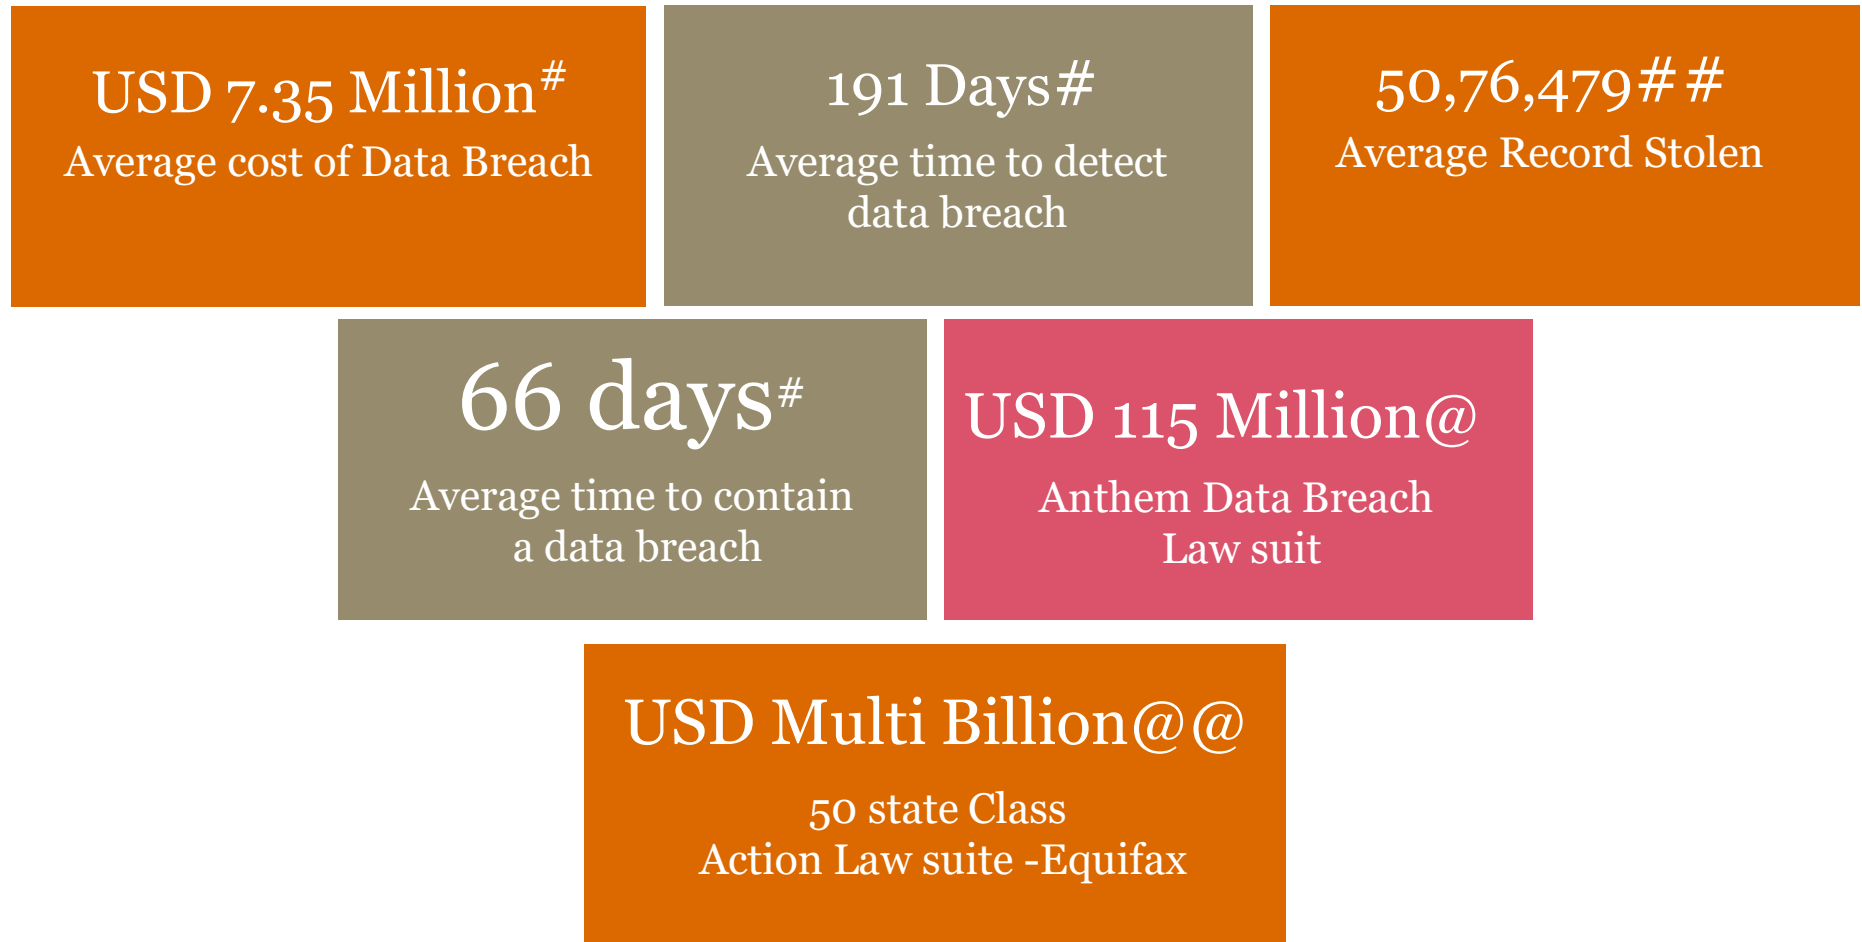 USD 7.35 Million#
Average cost of Data Breach
191 Days#
Average time to detect
data breach
50,76,479##
Average Record Stolen
66 days#
Average time to contain
a data breach
USD 115 Million@
Anthem Data Breach
Law suit
USD Multi Billion@@
50 state Class
Action Law suite -Equifax